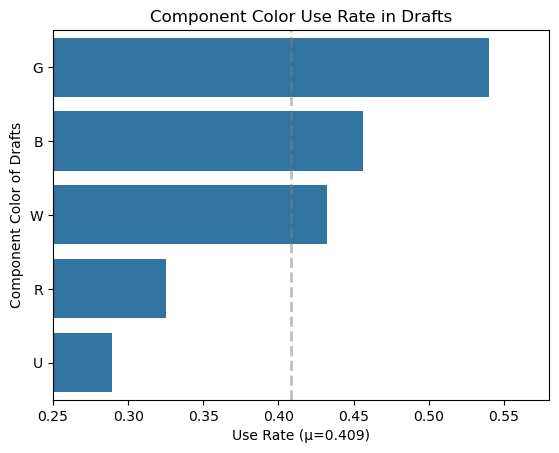 Component Color Use Rate in Drafts
Component Color of Drafts
G
B
W
R
U
0.25 0.30 0.35 0.40 0.45 0.50 0.55
Use Rate (μ=0.409)